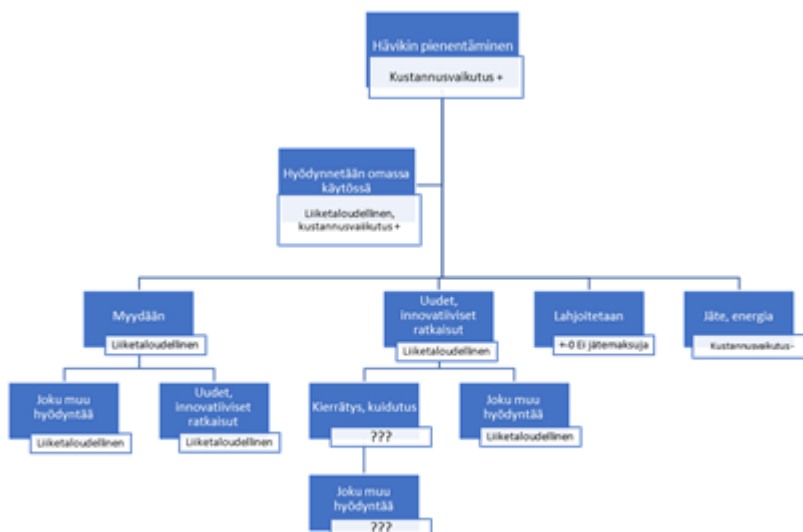 Hävikin pienentäminen
Kustannusvaikutus +
Hyödynnetään omassa
käytössä
Liiketaloudellinen,
kustannusvaiikutus +
Myydään
Liiketaloudellinen
Uudet,
innovatiiviset
ratkaisut
Liiketaloudellinen
Lahjoitetaan
+-0 Ei jätemaksuja
Jäte, energia
Kustannusvaikutus-
Joku muu
hyödyntää
Liiketaloudellinen
Uudet,
innovatiiviset
ratkaisut
Liiketaloudellinen
Kierrätys, kuidutus
???
Joku muu
hyödyntää
Liiketaloudellinen
Joku muu
hyödyntää
???